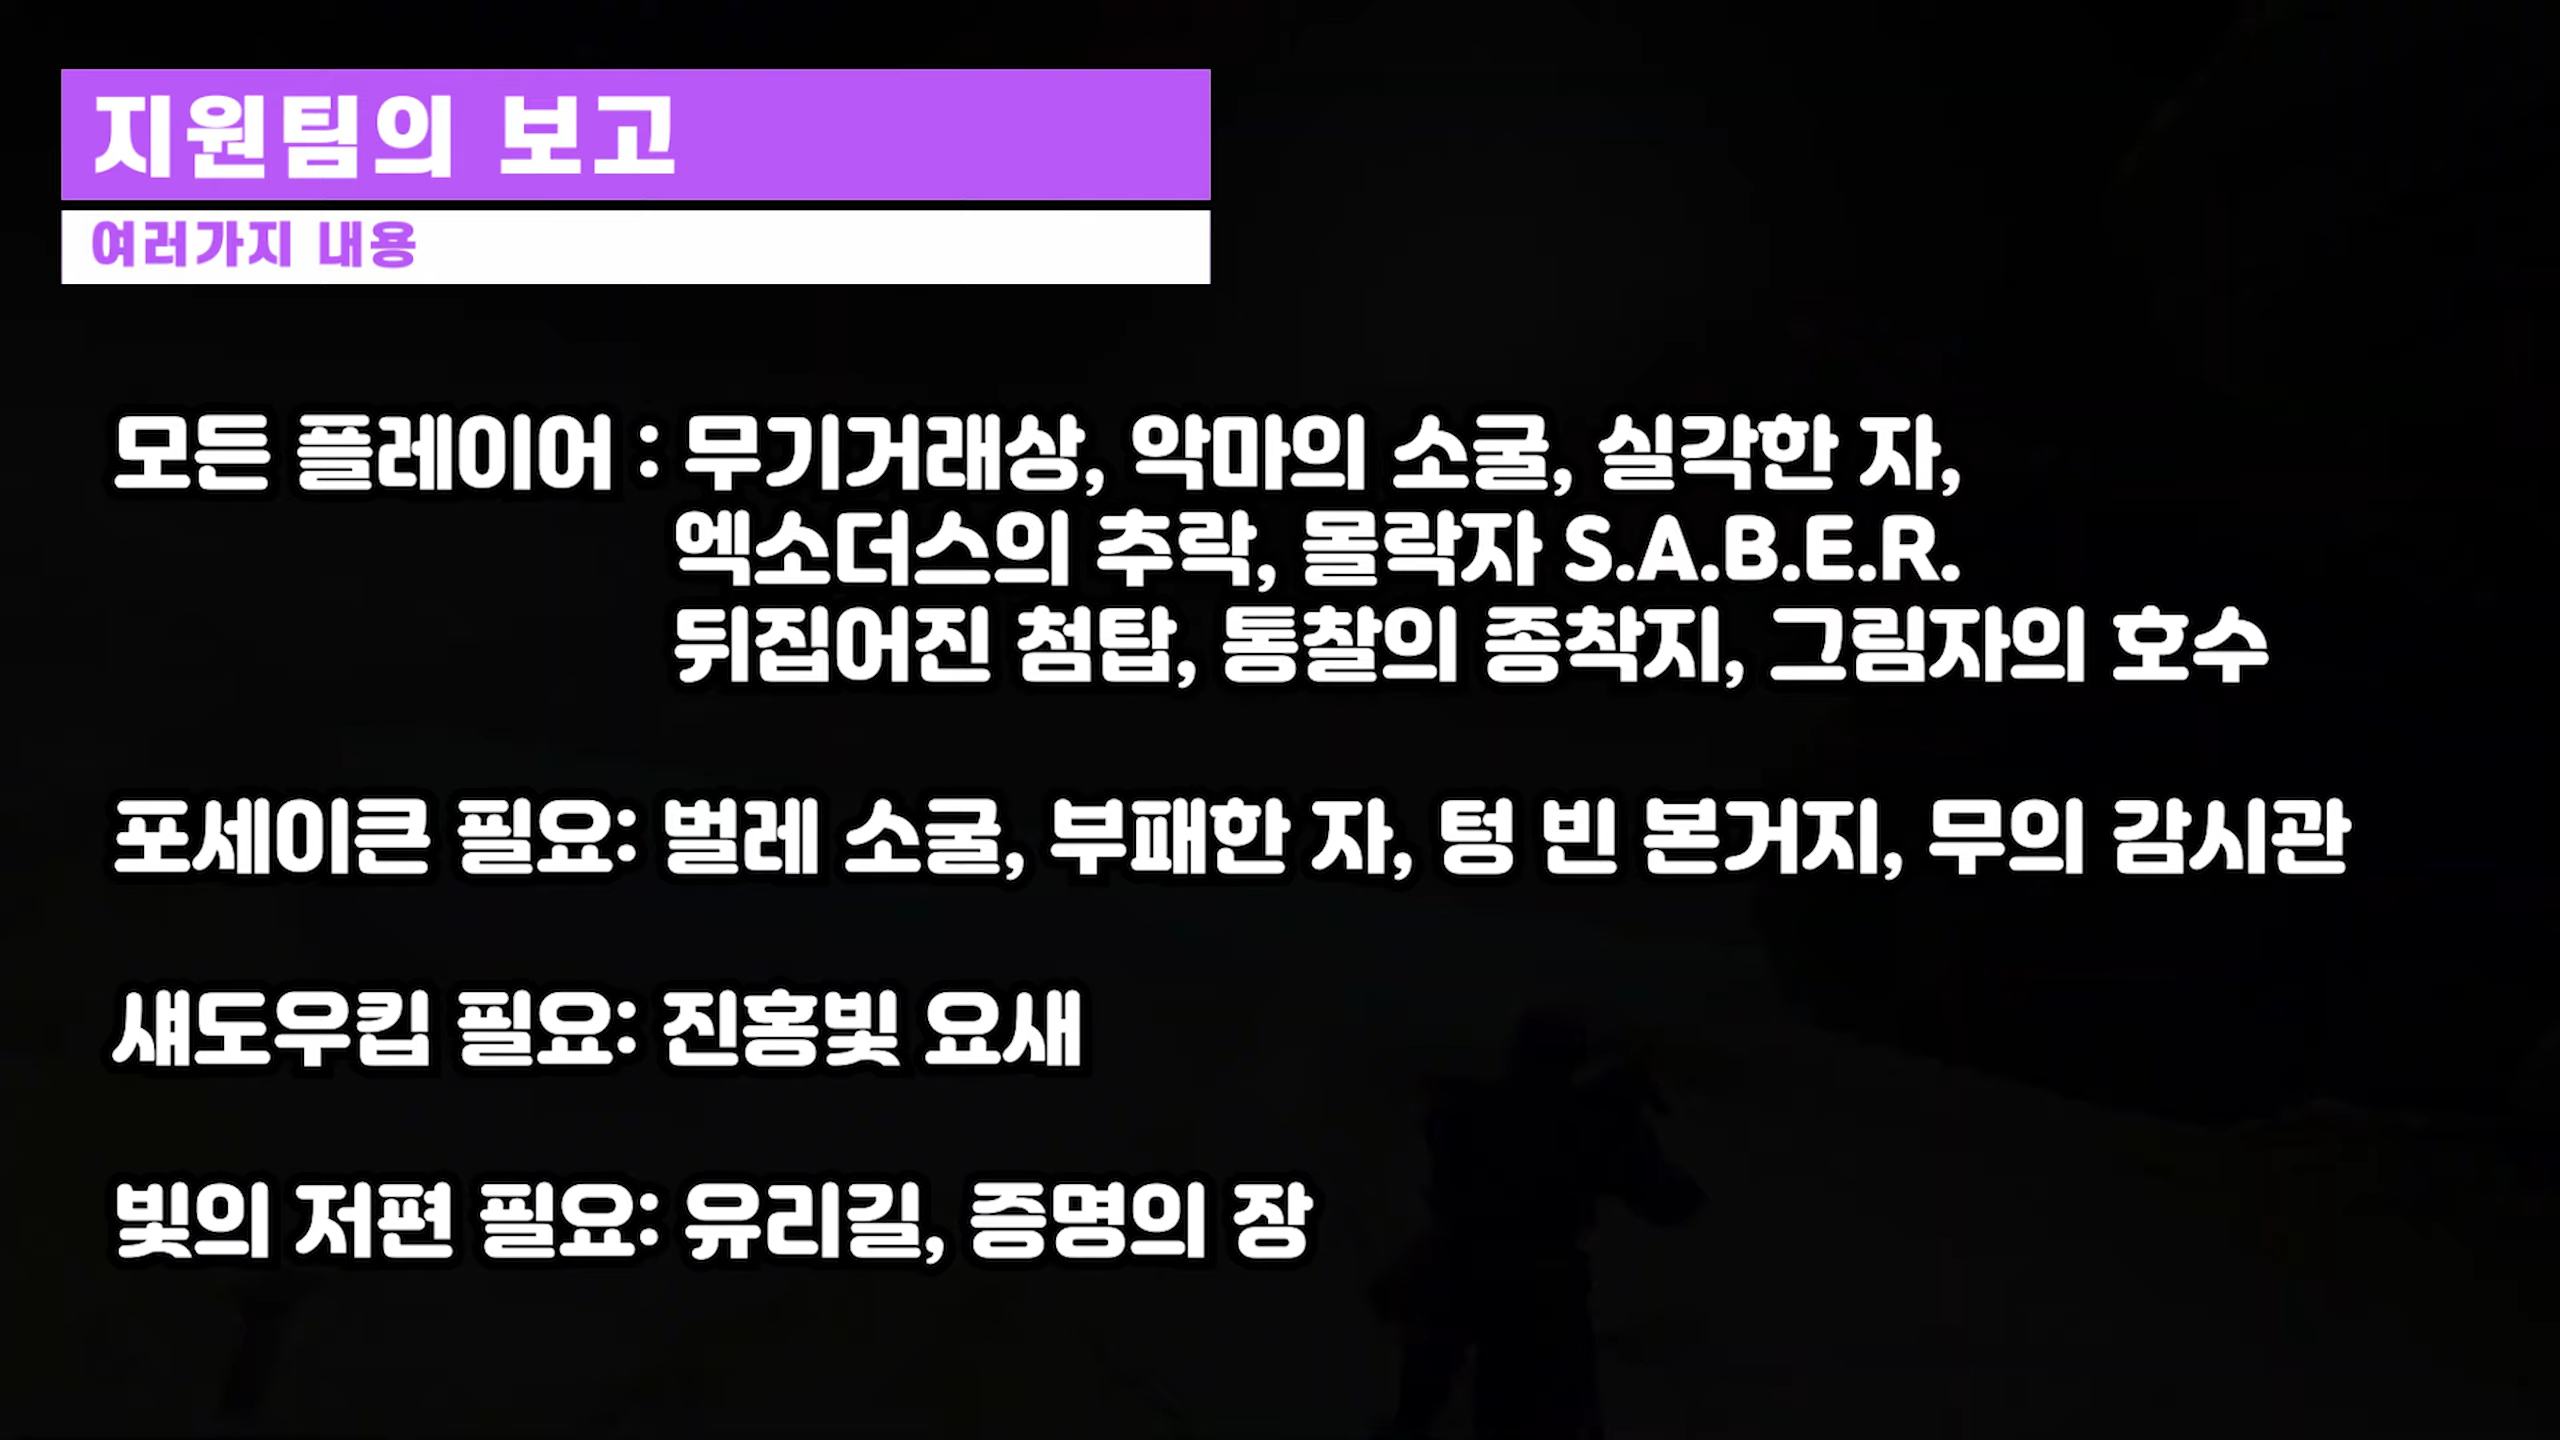 지원팀의 보고
여러가지 내용
모든 플레이어 : 무기거래상, 악마의 소굴, 실각한 자,
엑소더스의 추락, 몰락자 S.A.B.E.R.
뒤집어진 첨탑, 통찰의 종착지, 그림자의 호수
포세이큰 필요: 벌레 소굴, 부패한 자, 텅 빈 본거지, 무의 감시관
섀도우킵 필요: 진홍빛 요새
빛의 저편 필요: 유리길, 증명의 장